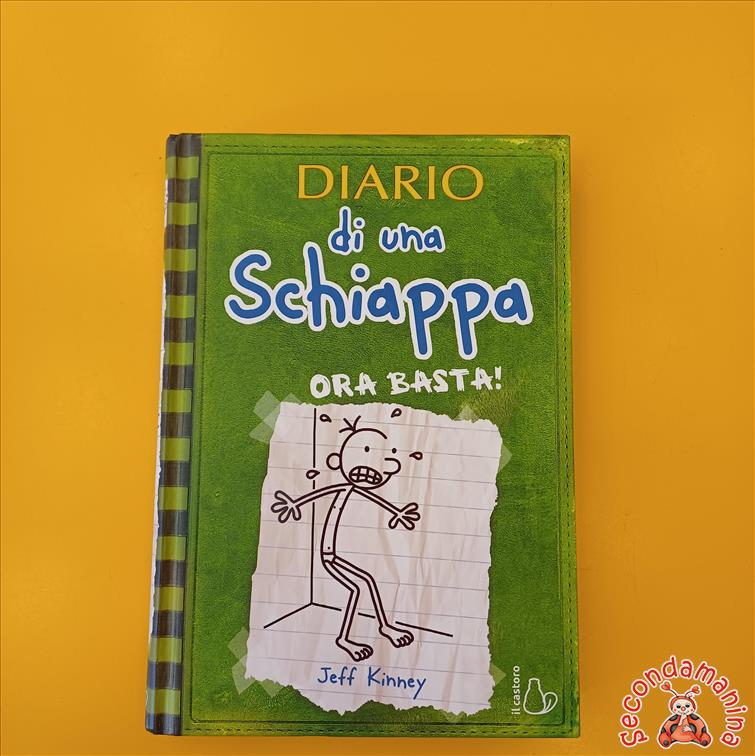 DIARIO
di una
Schiappa
ORA BASTA!
Jeff Kinney
il castoro
Secondamanina